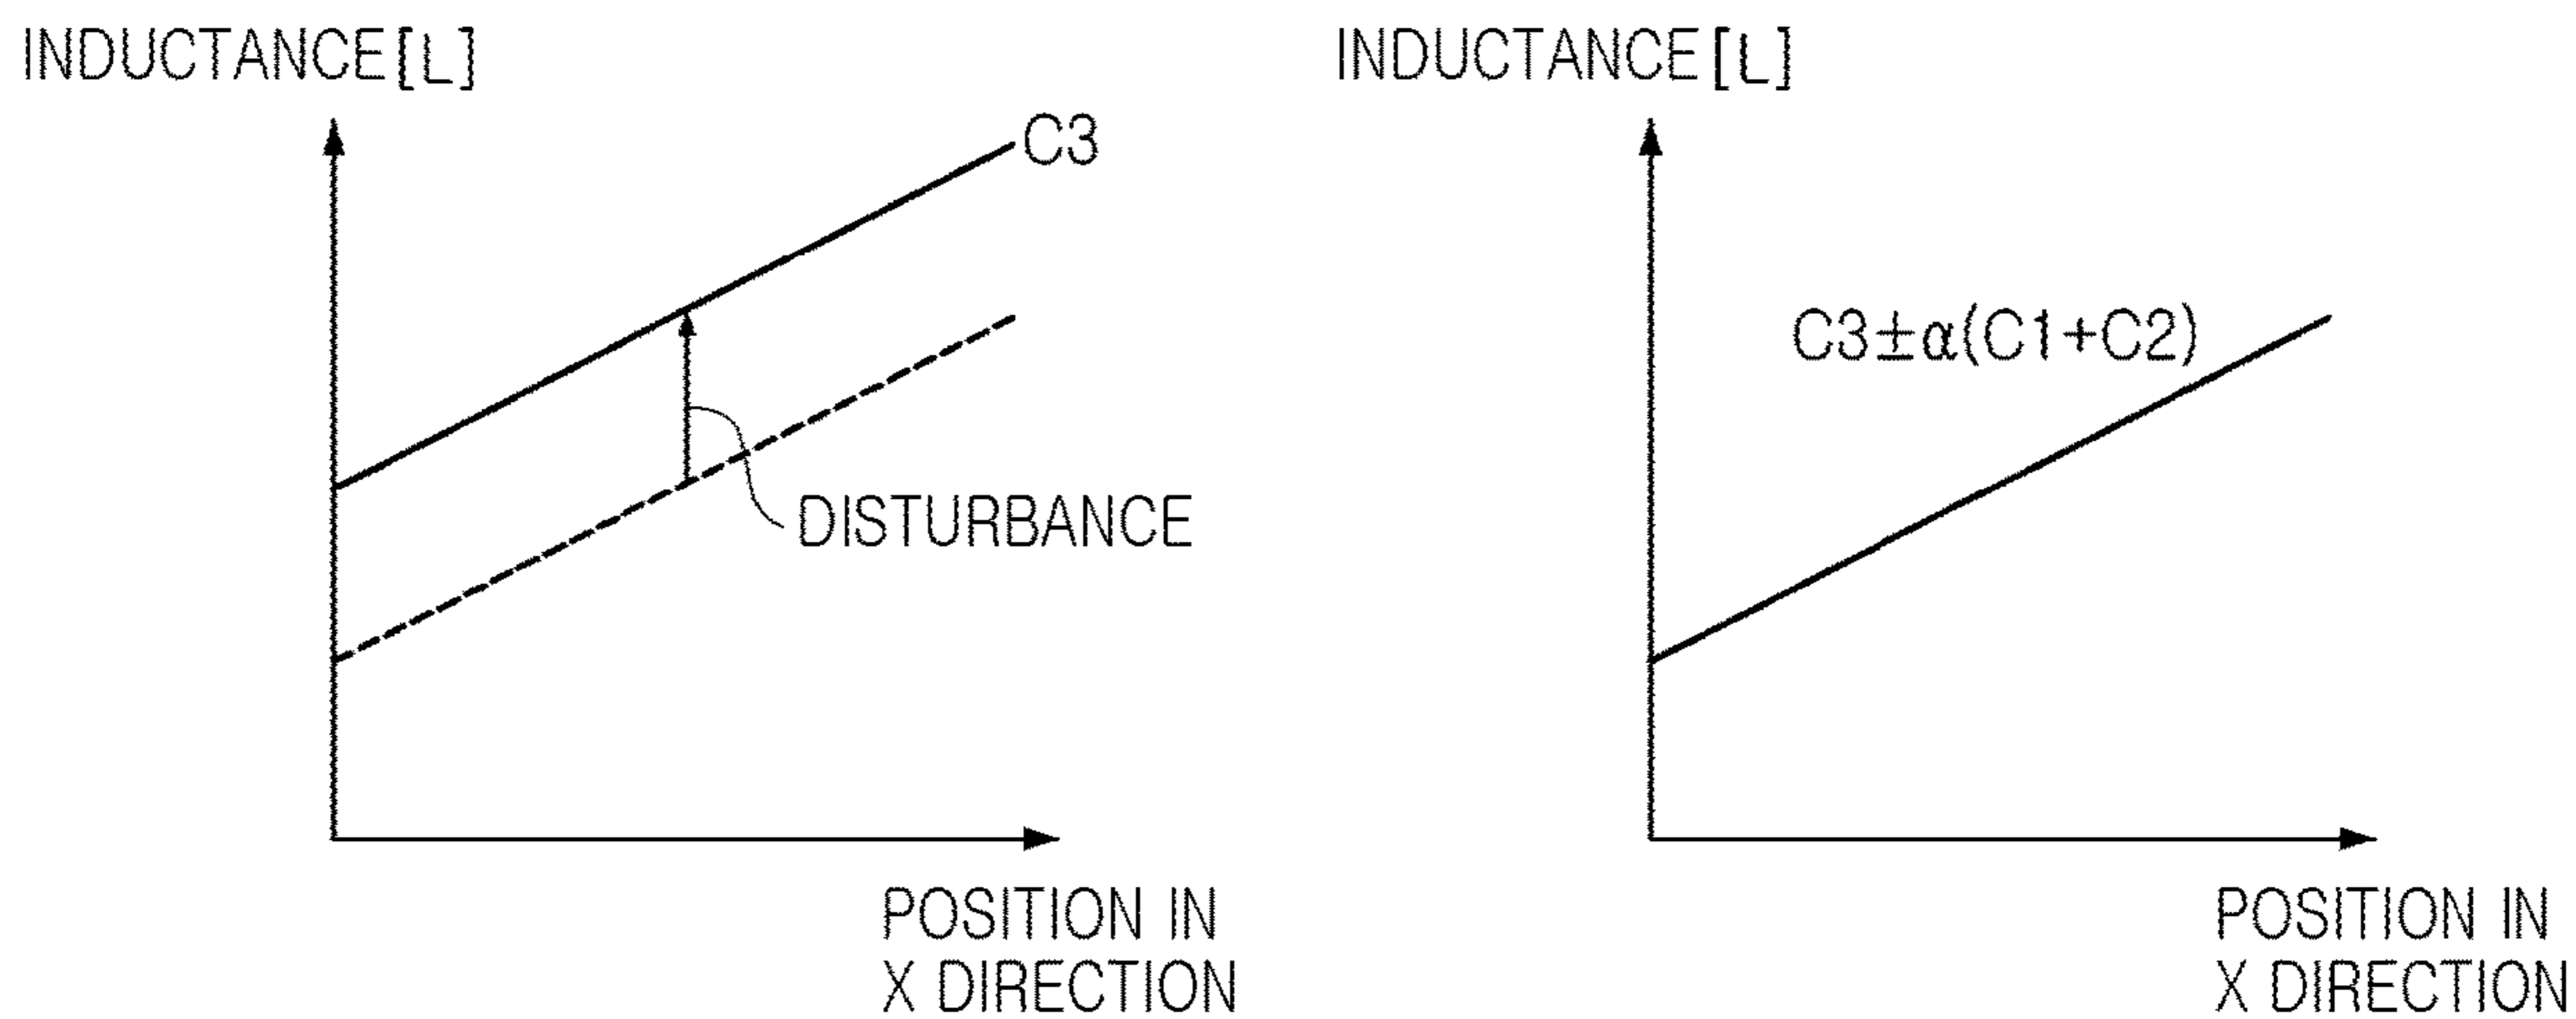 INDUCTANCE[L]
C3
DISTURBANCE
POSITION IN
X DIRECTION
INDUCTANCE[L]
C3±α(C1+C2)
POSITION IN
X DIRECTION